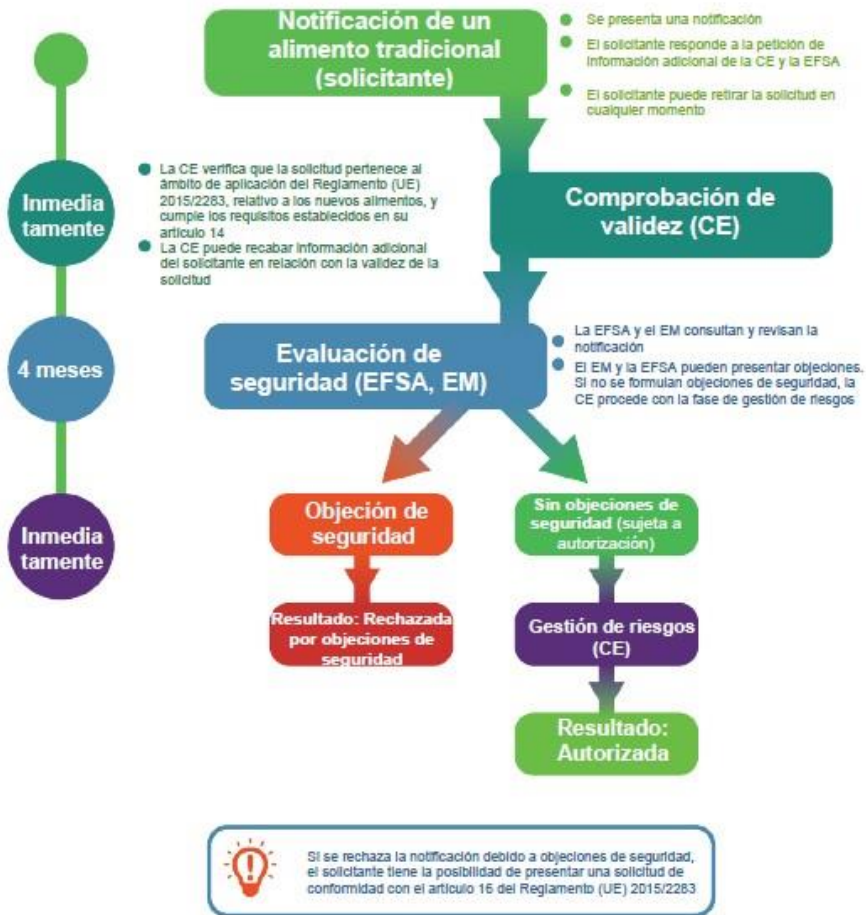 Notificación de un
alimento tradicional
(solicitante)
Se presenta una notificación
El solicitante responde a la petición de
información adicional de la CE y la EFSA
El solicitante puede retirar la solicitud en
cualquier momento
Inmedia
tamente
La CE verifica que la solicitud pertenece al
ámbito de aplicación del Reglamento (UE)
2015/2283, relativo a los nuevos alimentos, y
cumple los requisitos establecidos en su
artículo 14
La CE puede recabar información adicional
del solicitante en relación con la validez de la
solicitud
Comprobación de
validez (CE)
4 meses
Evaluación de
seguridad (EFSA, EM)
La EFSA y el EM consultan y revisan la
notificación
El EM y la EFSA pueden presentar objeciones.
Si no se formulan objeciones de seguridad, la
CE procede con la fase de gestión de riesgos
Inmedia
tamente
Objeción de
seguridad
Sin objeciones de
seguridad (sujeta a
autorización)
Resultado: Rechazada
por objeciones de
seguridad
Gestión de riesgos
(CE)
Resultado:
Autorizada
Si se rechaza la notificación debido a objeciones de seguridad,
el solicitante tiene la posibilidad de presentar una solicitud de
conformidad con el artículo 16 del Reglamento (UE) 2015/2283